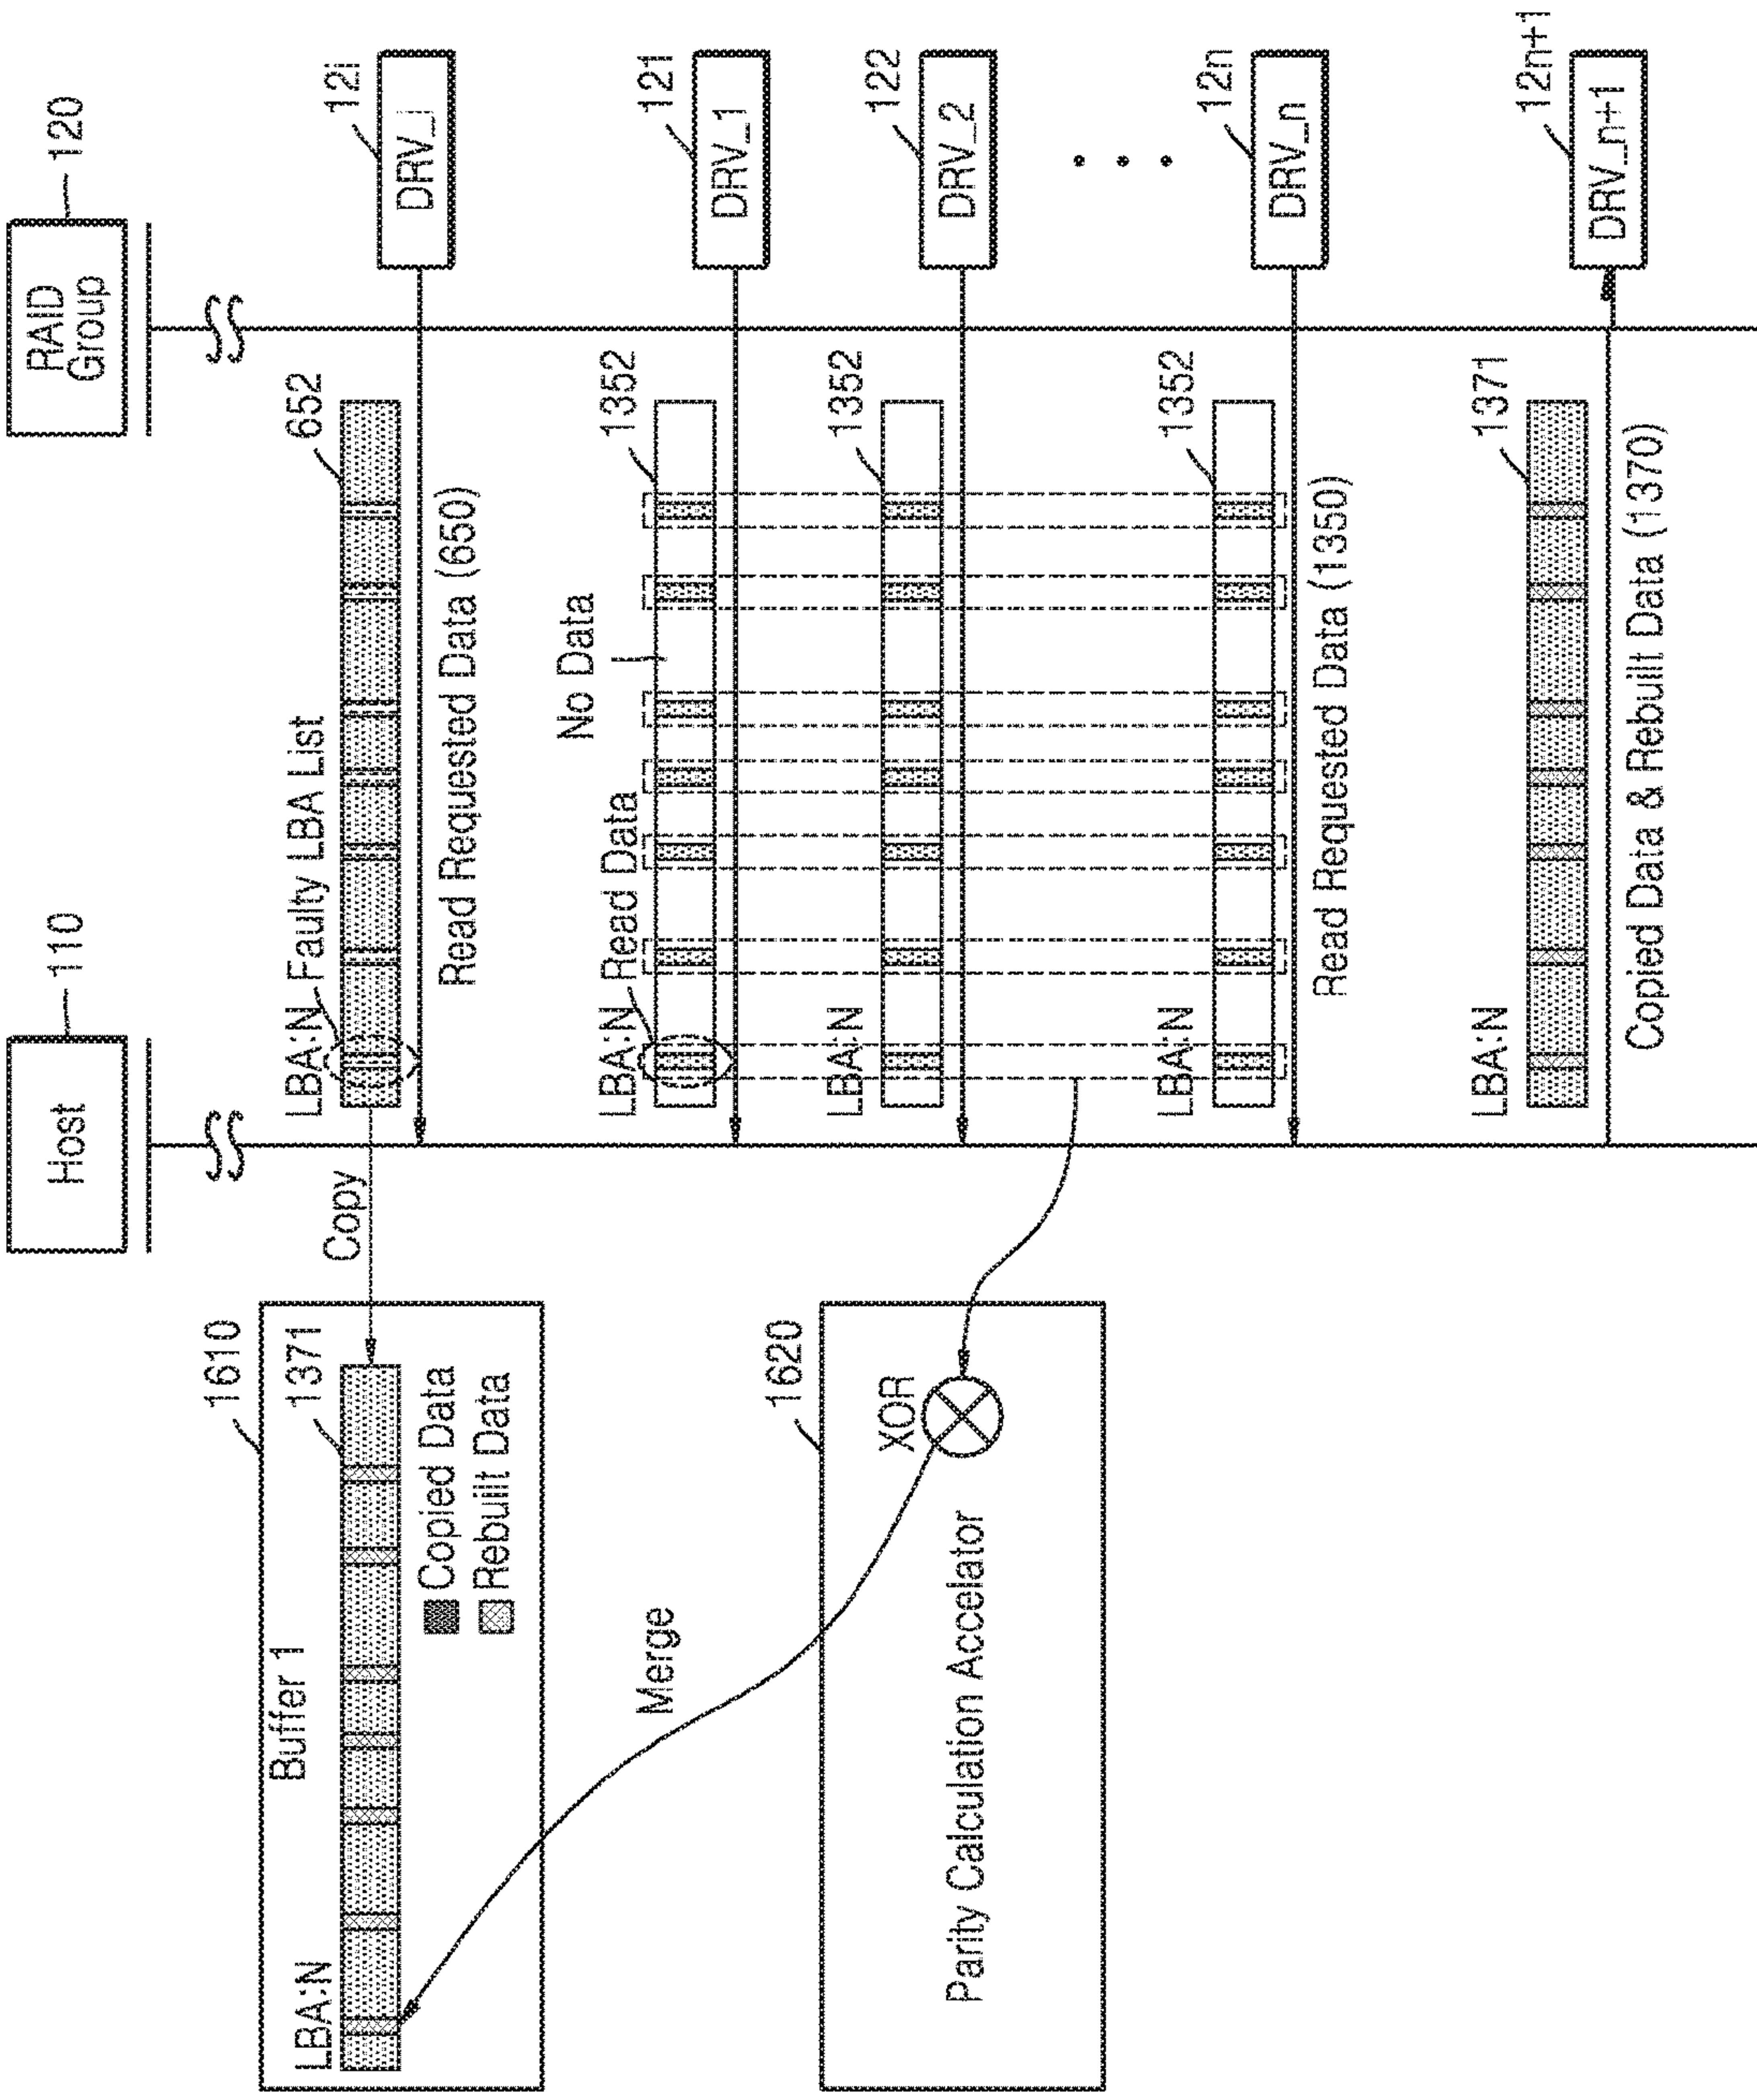 Host
110
RAID
Group
120
1610
Buffer 1
LBA:N
1371
Copied Data
Rebuilt Data
Copy
LBA:N
Faulty LBA List
652
12i
DRV_i
Read Requested Data (650)
Merge
No Data
LBA:N
Read Data
1352
121
DRV_1
1620
XOR
Parity Calculation Accelator
LBA:N
1352
122
DRV_2
LBA:N
1352
12n
DRV_n
Read Requested Data (1350)
LBA:N
1371
12n+1
DRV_n+1
Copied Data & Rebuilt Data (1370)